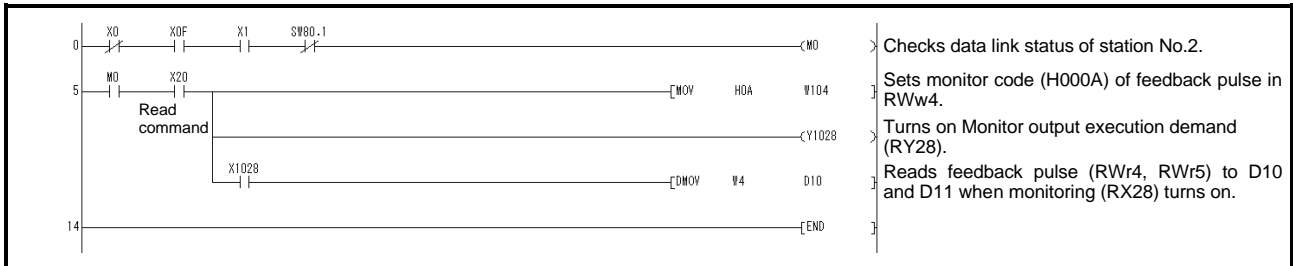 X0 X0F X1 SW80.1
0 (M0 Checks data link status of station No.2.
M0 X20
5 [MOV H0A W104 ] Sets monitor code (H000A) of feedback pulse in
RWw4.
Read
command
(Y1028 Turns on Monitor output execution demand
(RY28).
X1028
[DMOV W4 D10 ] Reads feedback pulse (RWr4, RWr5) to D10
and D11 when monitoring (RX28) turns on.
14 [END ]